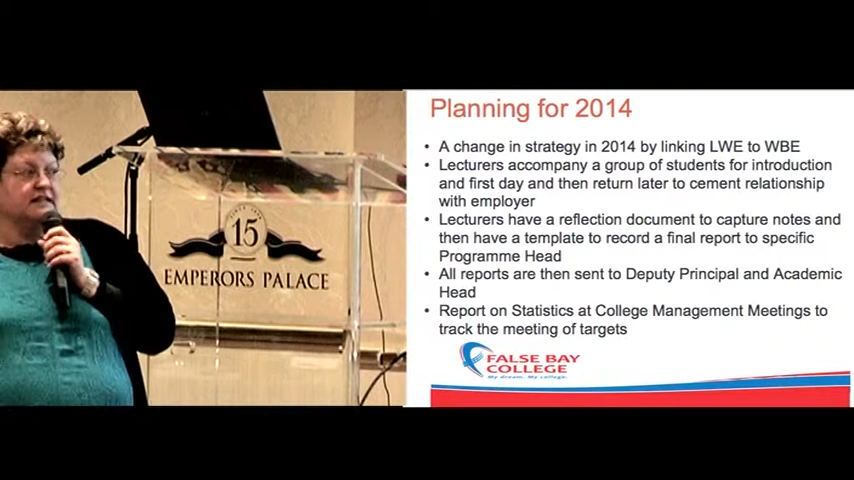 15
EMPERORS PALACE
Planning for 2014
• A change in strategy in 2014 by linking LWE to WBE
• Lecturers accompany a group of students for introduction
and first day and then return later to cement relationship
with employer
• Lecturers have a reflection document to capture notes and
then have a template to record a final report to specific
Programme Head
• All reports are then sent to Deputy Principal and Academic
Head
• Report on Statistics at College Management Meetings to
track the meeting of targets
FALSE BAY
COLLEGE
My dream. My college.